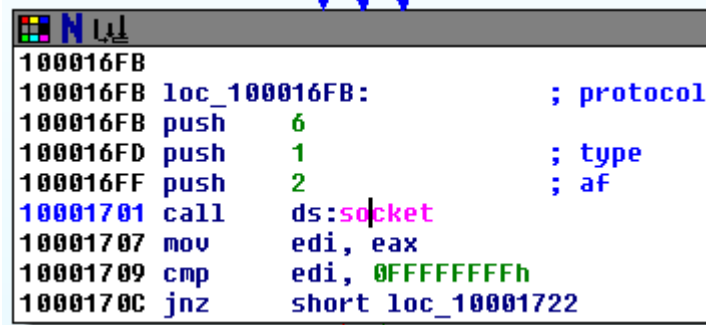 N
100016FB
100016FB loc_100016FB: ; protocol
100016FB push 6
100016FD push 1 ; type
100016FF push 2 ; af
10001701 call ds:socket
10001707 mov edi, eax
10001709 cmp edi, 0FFFFFFFFh
1000170C jnz short loc_10001722